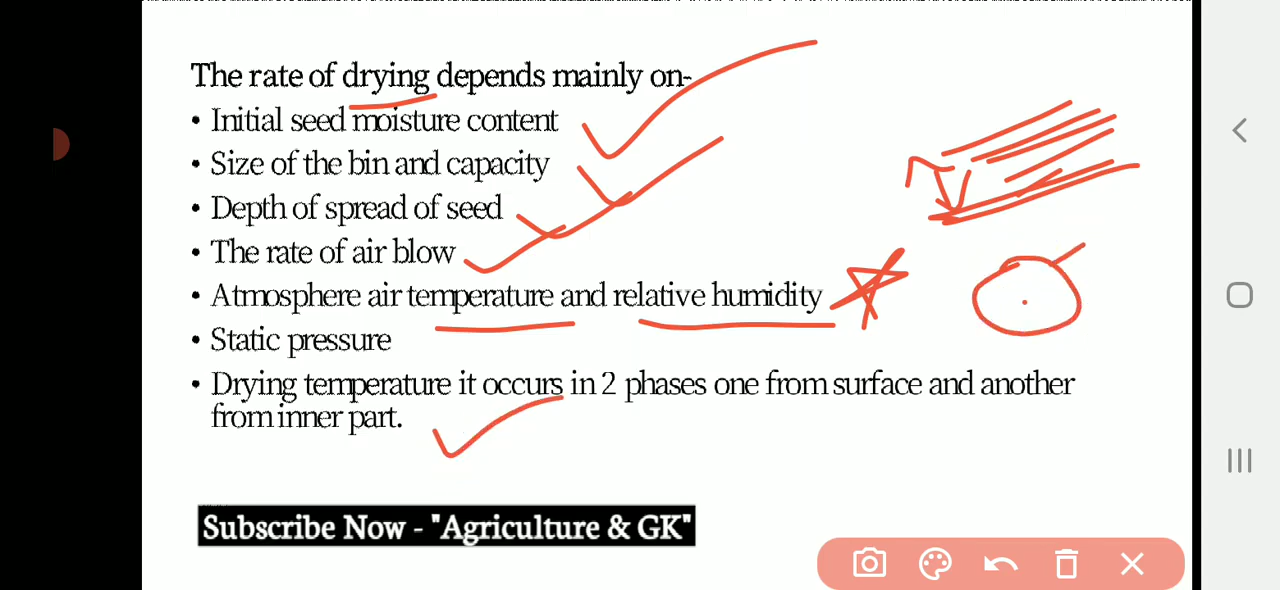 The rate of drying depends mainly on-
• Initial seed moisture content
• Size of the bin and capacity
• Depth of spread of seed
• The rate of air blow
• Atmosphere air temperature and relative humidity
• Static pressure
• Drying temperature it occurs in 2 phases one from surface and another
from inner part.
Subscribe Now - "Agriculture & GK"